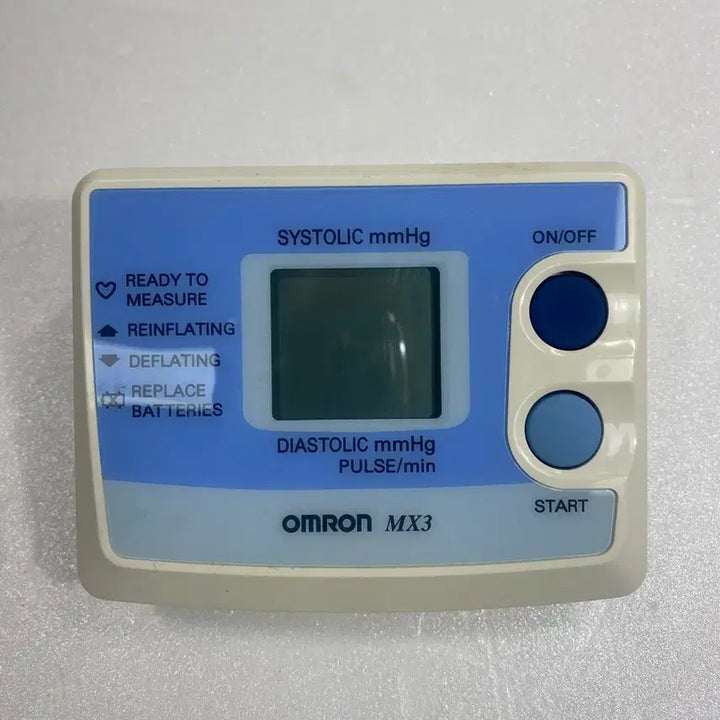 SYSTOLIC mmHg
ON/OFF
READY TO
MEASURE
REINFLATING
DEFLATING
REPLACE
BATTERIES
DIASTOLIC mmHg
PULSE/min
START
OMRON MX3